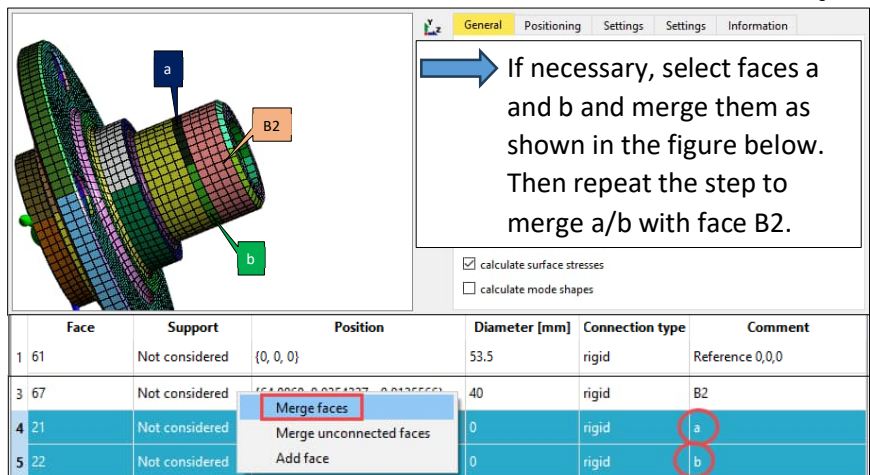 Y
Z
General Positioning Settings Settings Information
a
B2
b
If necessary, select faces a
and b and merge them as
shown in the figure below.
Then repeat the step to
merge a/b with face B2.
calculate surface stresses
calculate mode shapes
Face Support Position Diameter [mm] Connection type Comment
1 61 Not considered {0, 0, 0} 53.5 rigid Reference 0,0,0
3 67 Not considered 40 rigid B2
Merge faces
4 21 Not considered 0 rigid a
Merge unconnected faces
5 22 Not considered 0 rigid b
Add face